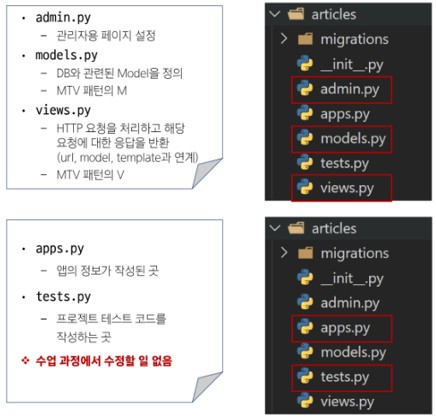 • admin.py
– 관리자용 페이지 설정
• models.py
– DB와 관련된 Model을 정의
– MTV 패턴의 M
• views.py
– HTTP 요청을 처리하고 해당
요청에 대한 응답을 반환
(url, model, template과 연계)
– MTV 패턴의 V
articles
migrations
__init__.py
admin.py
apps.py
models.py
tests.py
views.py
• apps.py
– 앱의 정보가 작성된 곳
• tests.py
– 프로젝트 테스트 코드를
작성하는 곳
❖ 수업 과정에서 수정할 일 없음
articles
migrations
__init__.py
admin.py
apps.py
models.py
tests.py
views.py